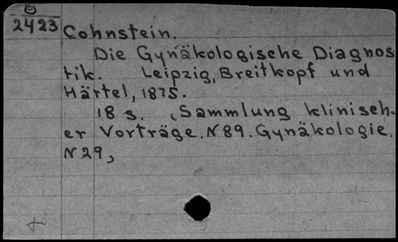 O
2423
Cohnstein.
Die Gynäkologische Diagnos
tik. Leipzig, Breitkopf und
Härtel, 1875.
18 s. (Sammlung klinisch-
er Vorträge. N 89. Gynäkologie.
N 29,